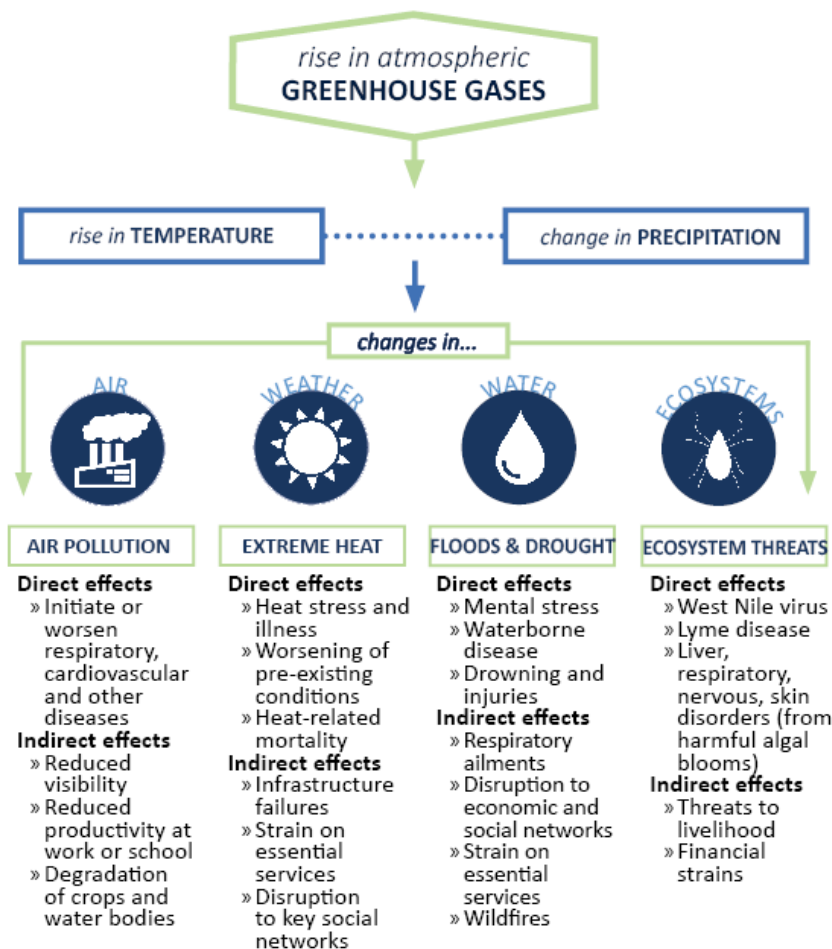 rise in atmospheric
GREENHOUSE GASES
rise in TEMPERATURE
change in PRECIPITATION
changes in...
AIR
WEATHER
WATER
ECOSYSTEMS
AIR POLLUTION
Direct effects
» Initiate or
worsen
respiratory,
cardiovascular
and other
diseases
Indirect effects
» Reduced
visibility
» Reduced
productivity at
work or school
» Degradation
of crops and
water bodies
EXTREME HEAT
Direct effects
» Heat stress and
illness
» Worsening of
pre-existing
conditions
» Heat-related
mortality
Indirect effects
» Infrastructure
failures
» Strain on
essential
services
» Disruption
to key social
networks
FLOODS & DROUGHT
Direct effects
» Mental stress
» Waterborne
disease
» Drowning and
injuries
Indirect effects
» Respiratory
ailments
» Disruption to
economic and
social networks
» Strain on
essential
services
» Wildfires
ECOSYSTEM THREATS
Direct effects
» West Nile virus
» Lyme disease
» Liver,
respiratory,
nervous, skin
disorders (from
harmful algal
blooms)
Indirect effects
» Threats to
livelihood
» Financial
strains